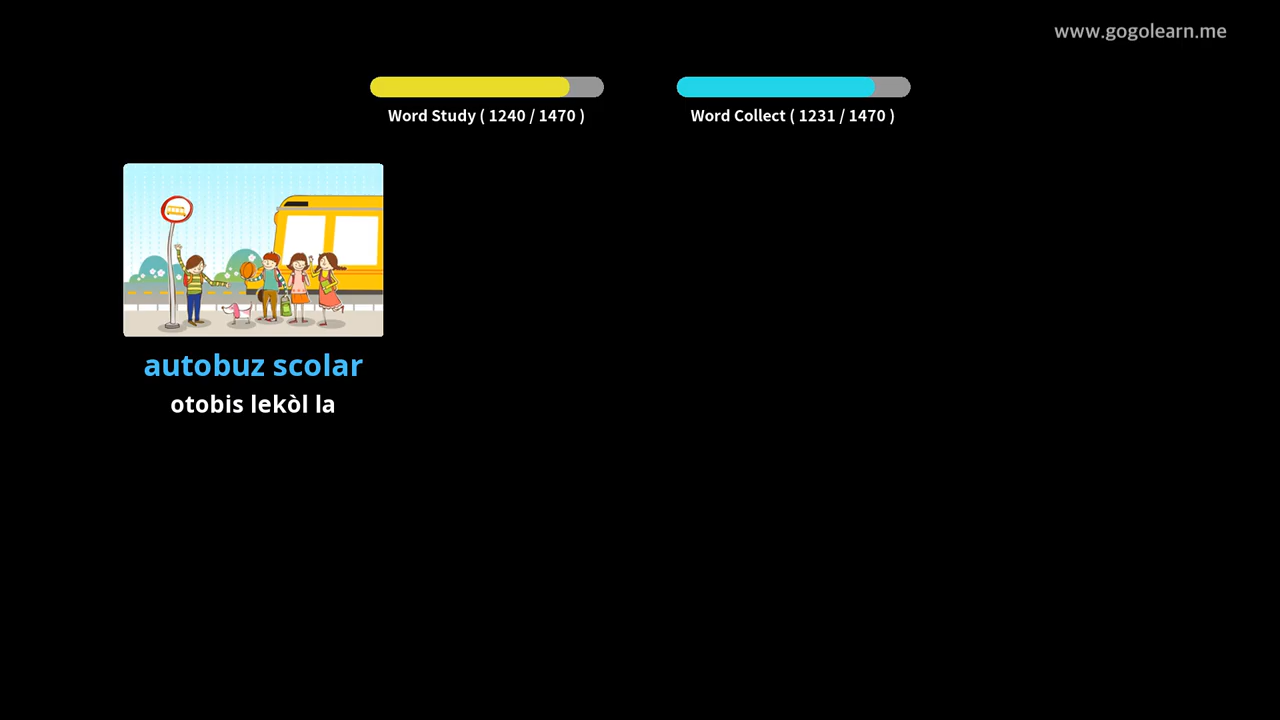 www.gogolearn.me
Word Study ( 1240 / 1470 )
Word Collect ( 1231 / 1470 )
autobuz scolar
otobis lekòl la